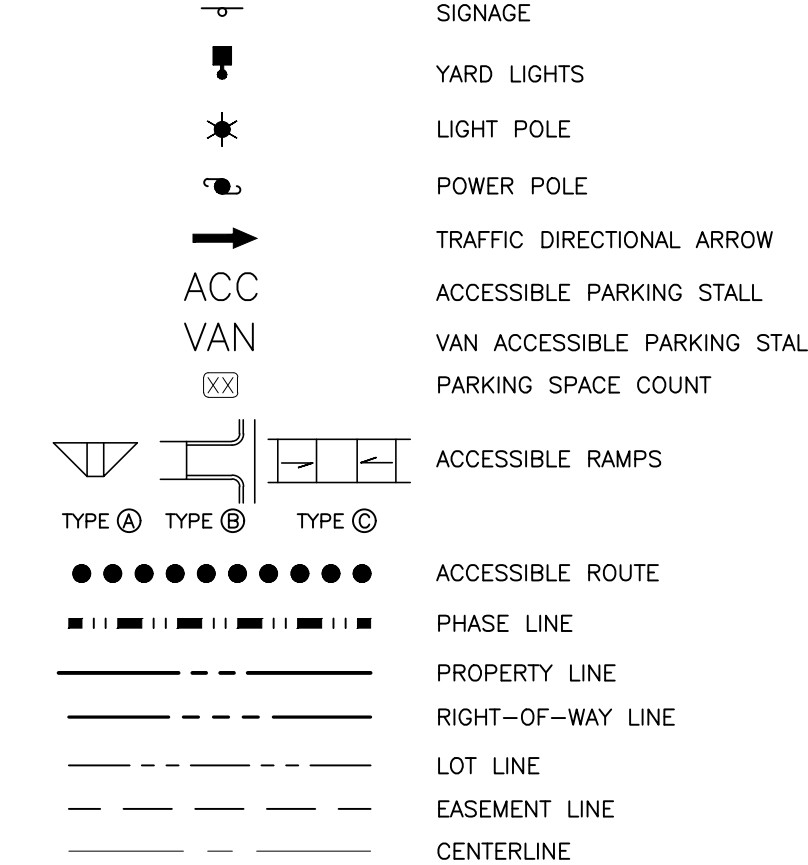 SIGNAGE
YARD LIGHTS
LIGHT POLE
POWER POLE
TRAFFIC DIRECTIONAL ARROW
ACC ACCESSIBLE PARKING STALL
VAN VAN ACCESSIBLE PARKING STAL
XX PARKING SPACE COUNT
ACCESSIBLE RAMPS
TYPE A TYPE B TYPE C
ACCESSIBLE ROUTE
PHASE LINE
PROPERTY LINE
RIGHT-OF-WAY LINE
LOT LINE
EASEMENT LINE
CENTERLINE